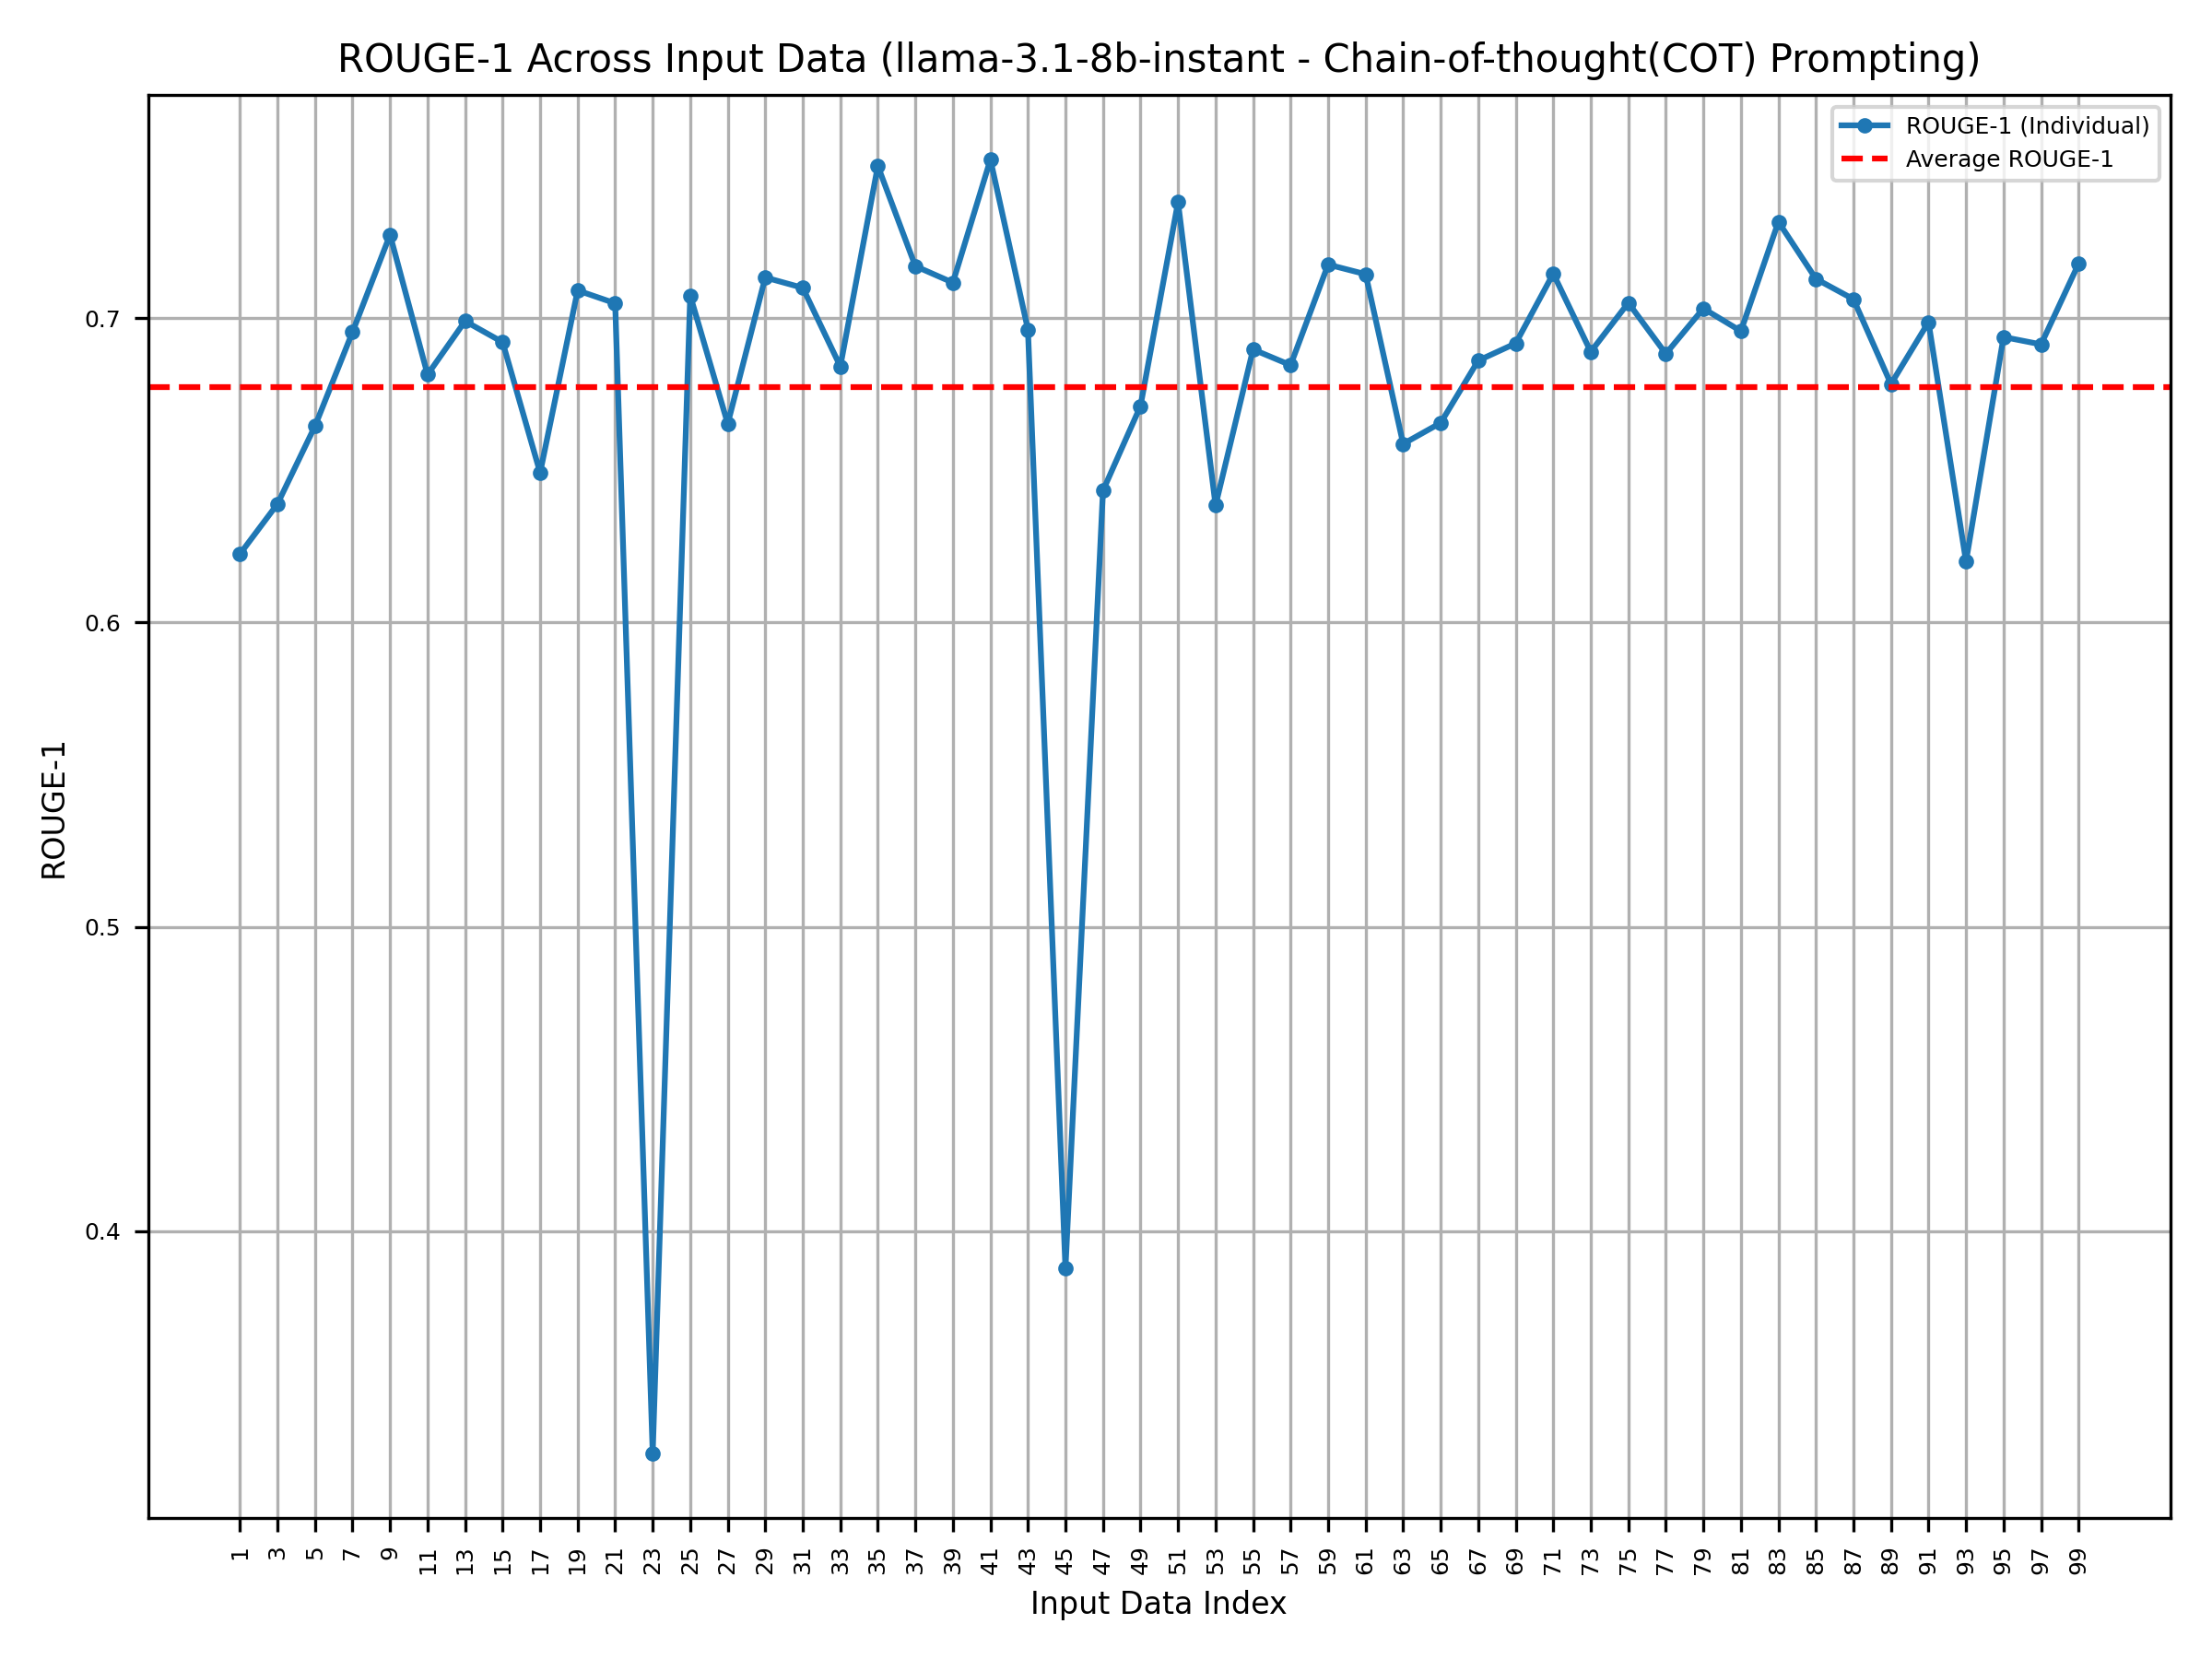 ROUGE-1 Across Input Data (llama-3.1-8b-instant - Chain-of-thought(COT) Prompting)
ROUGE-1 (Individual)
Average ROUGE-1
0.7
0.6
0.5
0.4
ROUGE-1
1 3 5 7 9 11 13 15 17 19 21 23 25 27 29 31 33 35 37 39 41 43 45 47 49 51 53 55 57 59 61 63 65 67 69 71 73 75 77 79 81 83 85 87 89 91 93 95 97 99
Input Data Index